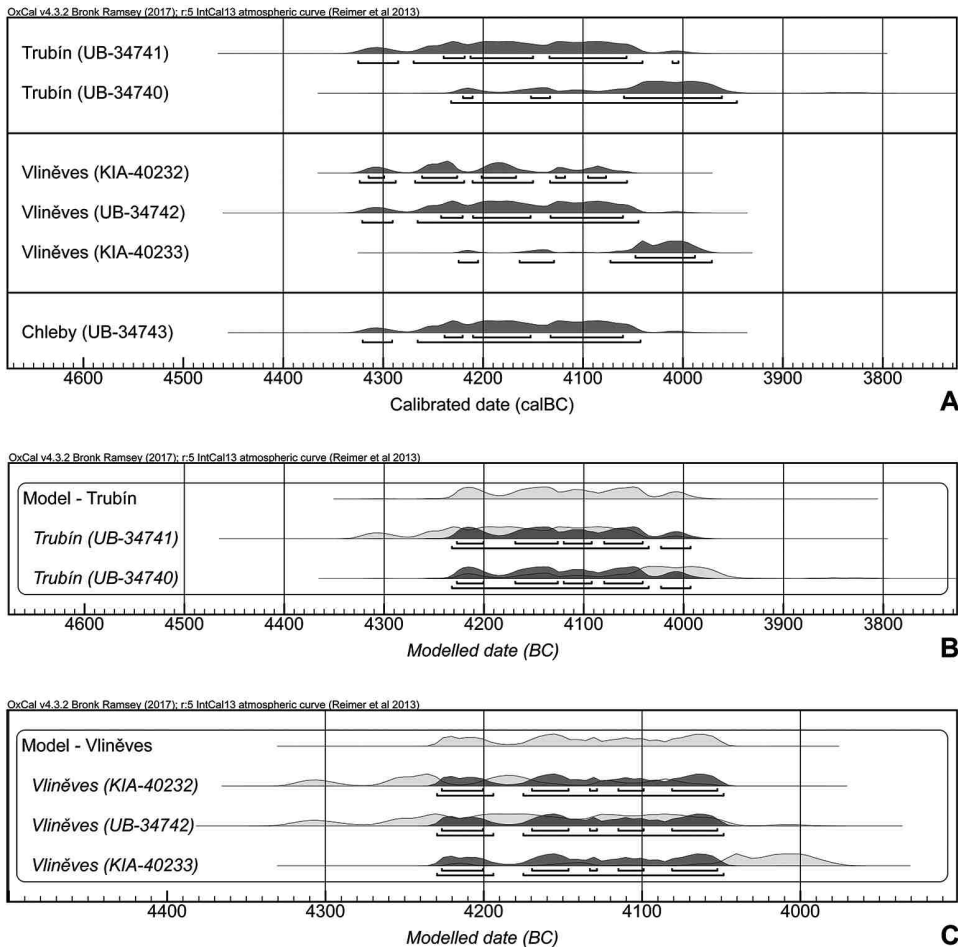 OxCal v4.3.2 Bronk Ramsey (2017); r:5 IntCal13 atmospheric curve (Reimer et al 2013)
Trubín (UB-34741)
Trubín (UB-34740)
Vliněves (KIA-40232)
Vliněves (UB-34742)
Vliněves (KIA-40233)
Chleby (UB-34743)
4600 4500 4400 4300 4200 4100 4000 3900 3800
Calibrated date (calBC)
A
OxCal v4.3.2 Bronk Ramsey (2017); r:5 IntCal13 atmospheric curve (Reimer et al 2013)
Model - Trubín
Trubín (UB-34741)
Trubín (UB-34740)
4600 4500 4400 4300 4200 4100 4000 3900 3800
Modelled date (BC)
B
OxCal v4.3.2 Bronk Ramsey (2017); r:5 IntCal13 atmospheric curve (Reimer et al 2013)
Model - Vliněves
Vliněves (KIA-40232)
Vliněves (UB-34742)
Vliněves (KIA-40233)
4400 4300 4200 4100 4000
Modelled date (BC)
C